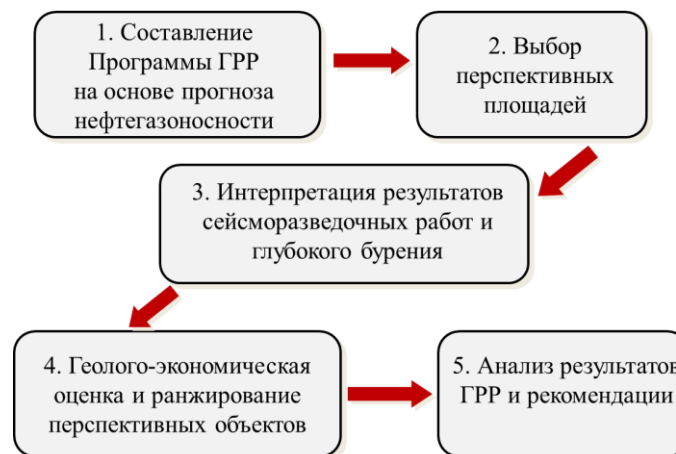 1. Составление
Программы ГРР
на основе прогноза
нефтегазоносности
2. Выбор
перспективных
площадей
3. Интерпретация результатов
сейсморазведочных работ и
глубокого бурения
4. Геолого-экономическая
оценка и ранжирование
перспективных объектов
5. Анализ результатов
ГРР и рекомендации